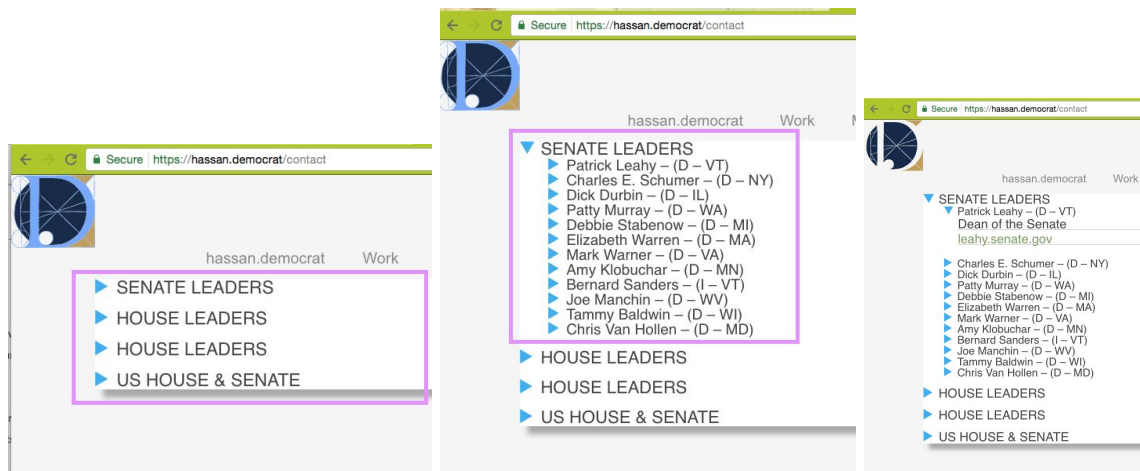 Secure https://hassan.democrat/contact
hassan.democrat Work
SENATE LEADERS
HOUSE LEADERS
HOUSE LEADERS
US HOUSE & SENATE
Secure https://hassan.democrat/contact
hassan.democrat Work
SENATE LEADERS
Patrick Leahy – (D – VT)
Charles E. Schumer – (D – NY)
Dick Durbin – (D – IL)
Patty Murray – (D – WA)
Debbie Stabenow – (D – MI)
Elizabeth Warren – (D – MA)
Mark Warner – (D – VA)
Amy Klobuchar – (D – MN)
Bernard Sanders – (I – VT)
Joe Manchin – (D – WV)
Tammy Baldwin – (D – WI)
Chris Van Hollen – (D – MD)
HOUSE LEADERS
HOUSE LEADERS
US HOUSE & SENATE
Secure https://hassan.democrat/contact
hassan.democrat Work
SENATE LEADERS
Patrick Leahy – (D – VT)
Dean of the Senate
leahy.senate.gov
Charles E. Schumer – (D – NY)
Dick Durbin – (D – IL)
Patty Murray – (D – WA)
Debbie Stabenow – (D – MI)
Elizabeth Warren – (D – MA)
Mark Warner – (D – VA)
Amy Klobuchar – (D – MN)
Bernard Sanders – (I – VT)
Joe Manchin – (D – WV)
Tammy Baldwin – (D – WI)
Chris Van Hollen – (D – MD)
HOUSE LEADERS
HOUSE LEADERS
US HOUSE & SENATE